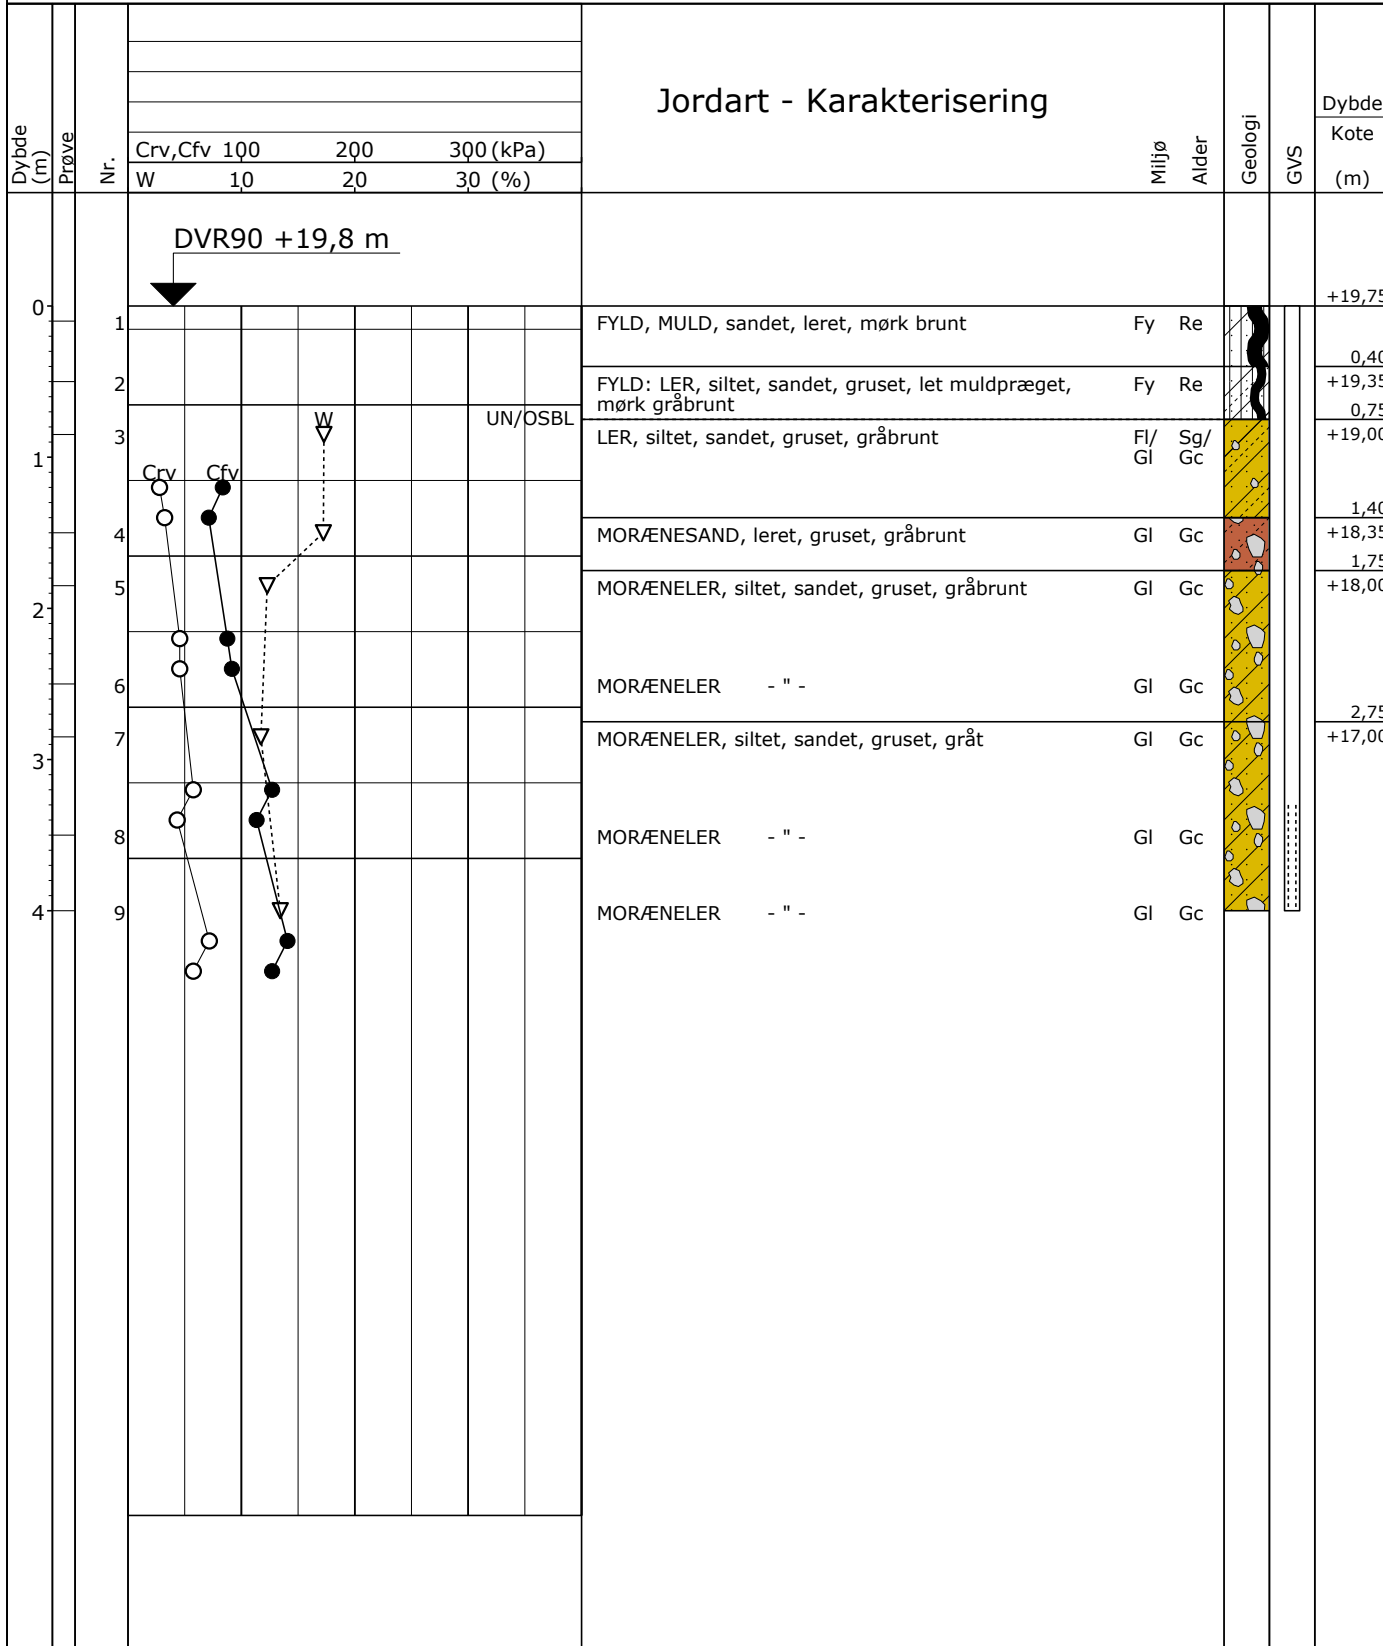 Jordart - Karakterisering
Dybde (m)
Prøve
Nr.
Crv,Cfv 100 200 300 (kPa)
W 10 20 30 (%)
Miljø
Alder
Geologi
GVS
Dybde
Kote
(m)
DVR90 +19,8 m
0 +19,75
1 FYLD, MULD, sandet, leret, mørk brunt Fy Re
0,40
2 FYLD: LER, siltet, sandet, gruset, let muldpræget, Fy Re +19,35
mørk gråbrunt 0,75
W UN/OSBL
3 LER, siltet, sandet, gruset, gråbrunt Fl/ Sg/ +19,00
1 Gl Gc
Crv Cfv
1,40
4 MORÆNESAND, leret, gruset, gråbrunt Gl Gc +18,35
1,75
5 MORÆNELER, siltet, sandet, gruset, gråbrunt Gl Gc +18,00
2
6 MORÆNELER - " - Gl Gc
2,75
7 MORÆNELER, siltet, sandet, gruset, gråt Gl Gc +17,00
3
8 MORÆNELER - " - Gl Gc
4 9 MORÆNELER - " - Gl Gc